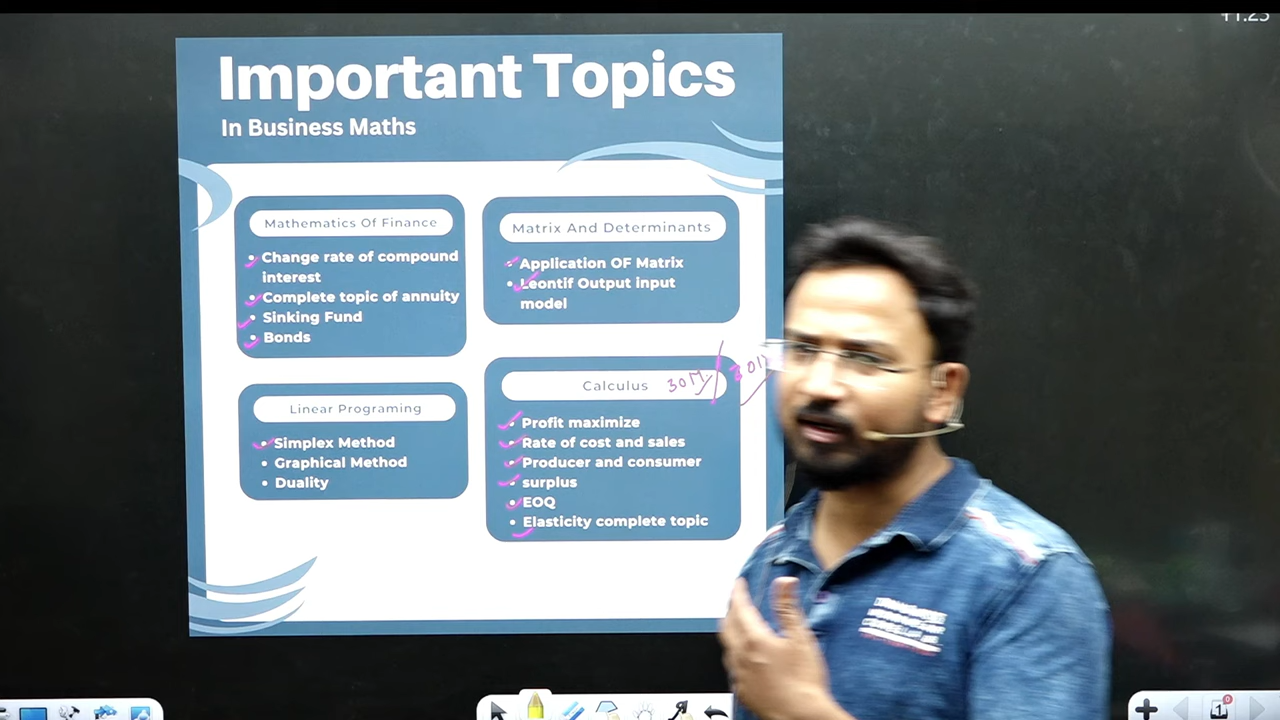 Important Topics
In Business Maths
Mathematics Of Finance
Change rate of compound
interest
Complete topic of annuity
Sinking Fund
Bonds
Matrix And Determinants
Application OF Matrix
Leontif Output input
model
Linear Programing
Simplex Method
Graphical Method
Duality
Calculus
30M
Profit maximize
Rate of cost and sales
Producer and consumer
surplus
EOQ
Elasticity complete topic